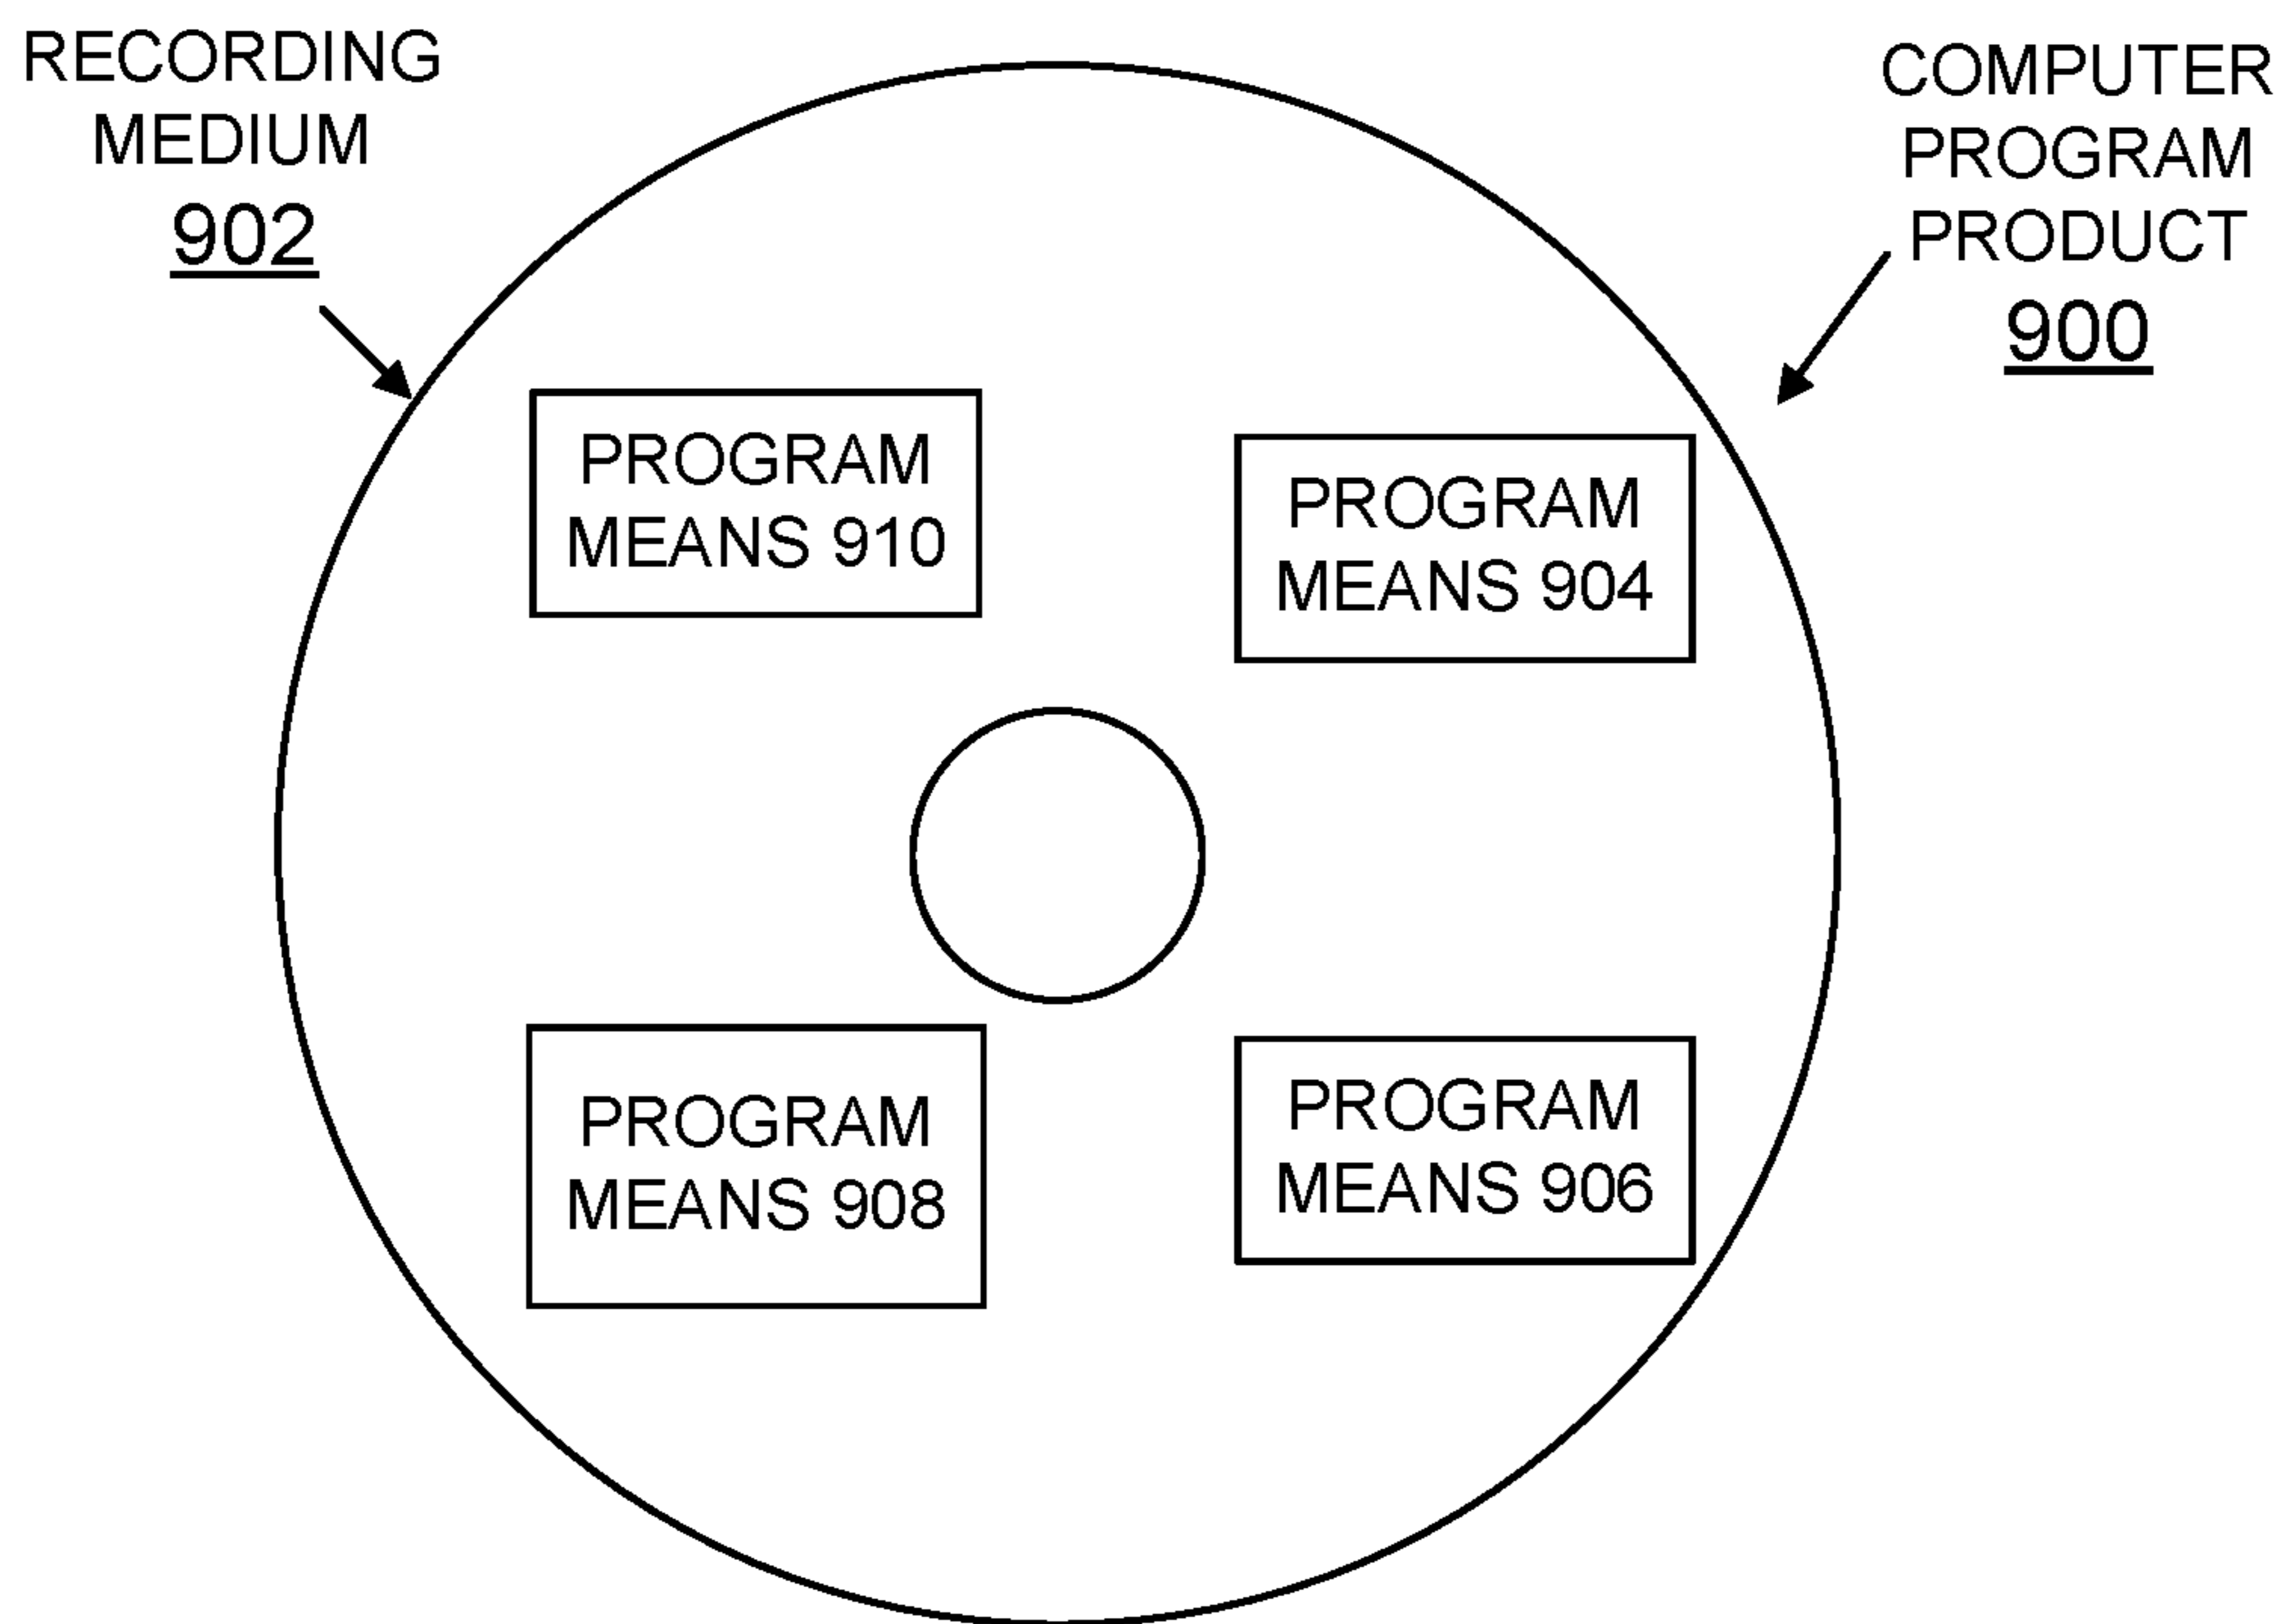 RECORDING
MEDIUM
902
COMPUTER
PROGRAM
PRODUCT
900
PROGRAM
MEANS 910
PROGRAM
MEANS 904
PROGRAM
MEANS 908
PROGRAM
MEANS 906